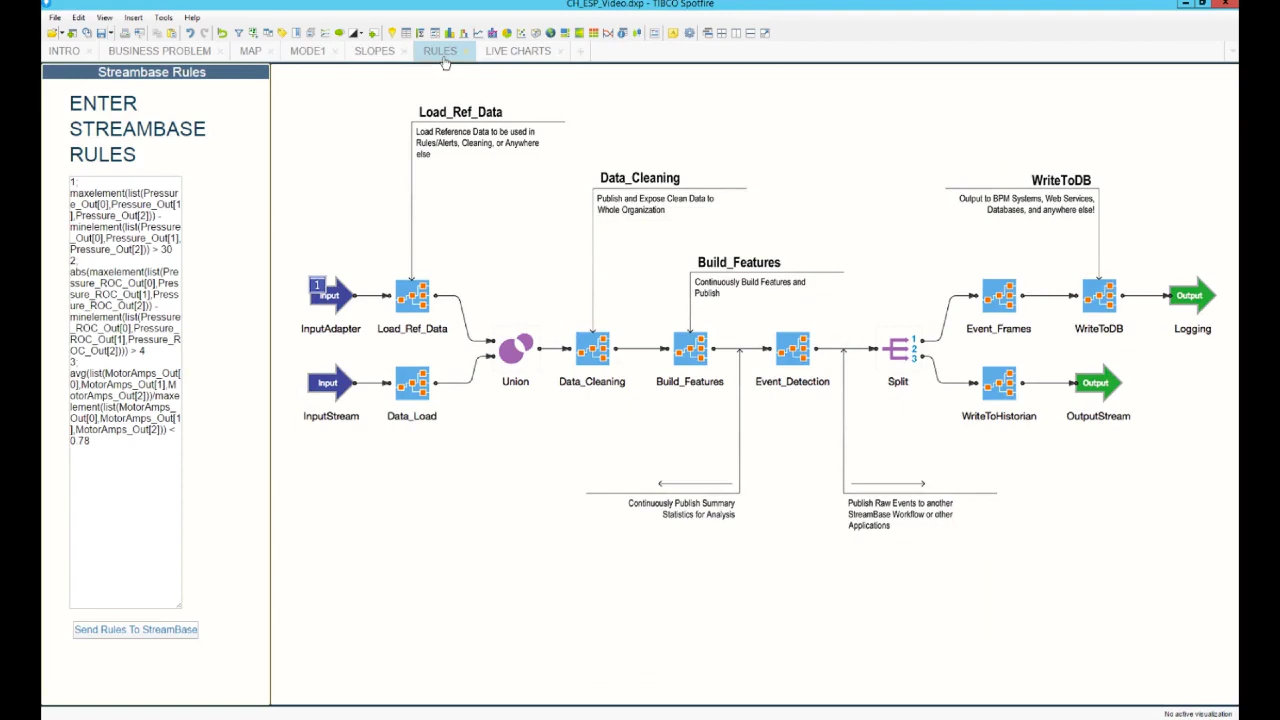 CH_ESP_Video.dxp - TIBCO Spotfire
File Edit View Insert Tools Help
INTRO BUSINESS PROBLEM MAP MODE1 SLOPES RULES LIVE CHARTS
Streambase Rules
ENTER
STREAMBASE
RULES
1;
maxelement(list(Pressur
e_Out[0],Pressure_Out[1
],Pressure_Out[2])) -
minelement(list(Pressure
_Out[0],Pressure_Out[1],
Pressure_Out[2])) > 30
2;
abs(maxelement(list(Pre
ssure_ROC_Out[0],Pres
sure_ROC_Out[1],Press
ure_ROC_Out[2])) -
minelement(list(Pressure
_ROC_Out[0],Pressure_
ROC_Out[1],Pressure_R
OC_Out[2]))) > 4
3;
avg(list(MotorAmps_Out[
0],MotorAmps_Out[1],M
otorAmps_Out[2]))/maxe
lement(list(MotorAmps_
Out[0],MotorAmps_Out[1
],MotorAmps_Out[2])) <
0.78
Send Rules To StreamBase
Load_Ref_Data
Load Reference Data to be used in
Rules/Alerts, Cleaning, or Anywhere
else
Data_Cleaning
Publish and Expose Clean Data to
Whole Organization
Build_Features
Continuously Build Features and
Publish
WriteToDB
Output to BPM Systems, Web Services,
Databases, and anywhere else!
1
Input
InputAdapter
Load_Ref_Data
Input
InputStream
Data_Load
Union
Data_Cleaning
Build_Features
Event_Detection
1
2
3
Split
Event_Frames
WriteToDB
Output
Logging
WriteToHistorian
Output
OutputStream
Continuously Publish Summary
Statistics for Analysis
Publish Raw Events to another
StreamBase Workflow or other
Applications
No active visualization